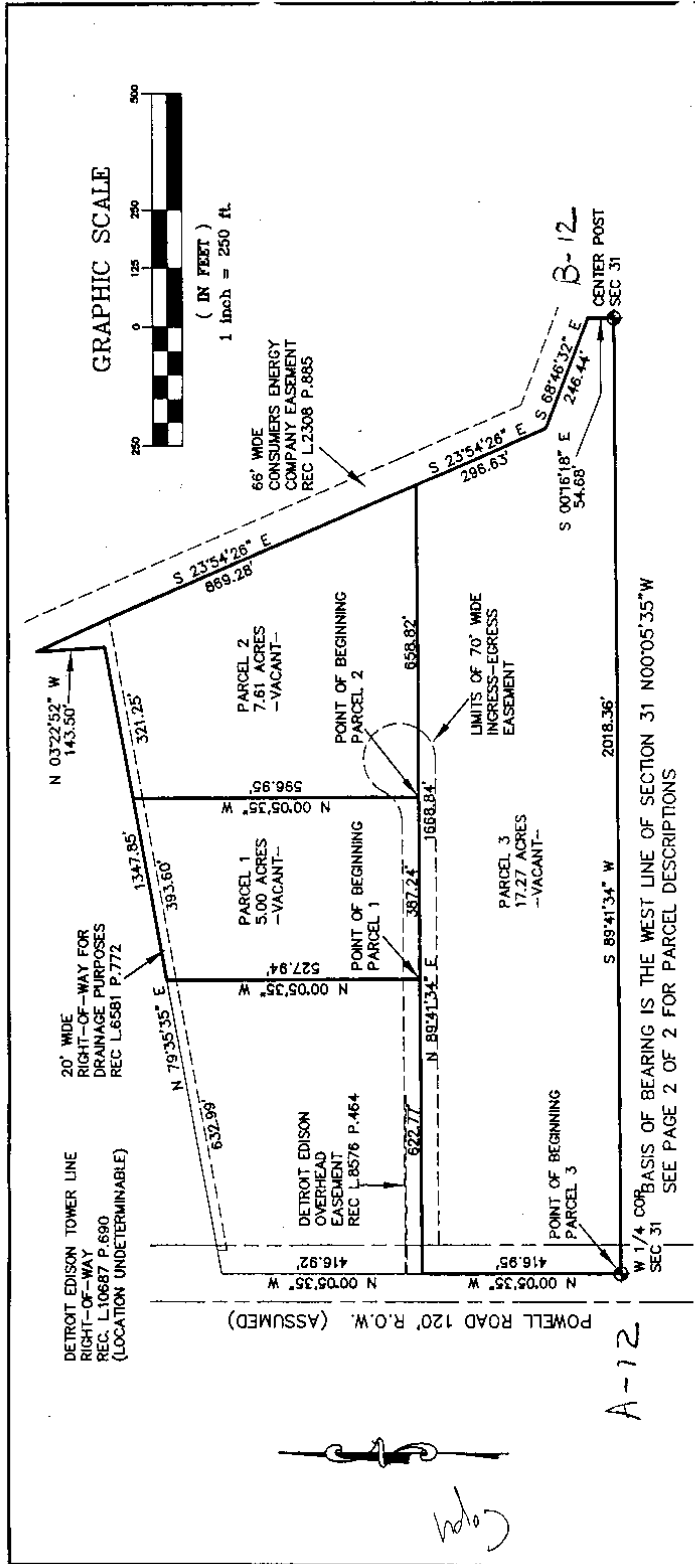 DETROIT EDISON TOWER LINE
RIGHT-OF-WAY
REC. L.10687 P.690
(LOCATION UNDETERMINABLE)
20' WIDE
RIGHT-OF-WAY FOR
DRAINAGE PURPOSES
REC L.6581 P.772
N 03°22'52" W
143.50'
GRAPHIC SCALE
250
0
125
250
500
( IN FEET )
1 inch = 250 ft.
66' WIDE
CONSUMERS ENERGY
COMPANY EASEMENT
REC L.2308 P.885
N 79°35'35" E
1347.85'
632.99'
393.60'
321.25'
S 23°54'26" E
869.28'
N 00°05'35" W
416.92'
N 00°05'35" W
527.94'
N 00°05'35" W
596.95'
PARCEL 1
5.00 ACRES
-VACANT-
PARCEL 2
7.61 ACRES
-VACANT-
DETROIT EDISON
OVERHEAD
EASEMENT
REC L.8576 P.464
POINT OF BEGINNING
PARCEL 1
POINT OF BEGINNING
PARCEL 2
622.77'
N 89°41'34" E
387.24'
1668.84'
658.82'
S 23°54'26" E
296.63'
LIMITS OF 70' WIDE
INGRESS-EGRESS
EASEMENT
PARCEL 3
17.27 ACRES
-VACANT-
N 00°05'35" W
416.95'
POINT OF BEGINNING
PARCEL 3
S 68°46'32" E
246.44'
S 00°16'18" E
54.68'
B-12
CENTER POST
SEC 31
S 89°41'34" W
2018.36'
POWELL ROAD 120' R.O.W. (ASSUMED)
W 1/4 COR
SEC 31
A-12
BASIS OF BEARING IS THE WEST LINE OF SECTION 31 N00°05'35"W
SEE PAGE 2 OF 2 FOR PARCEL DESCRIPTIONS
Copy